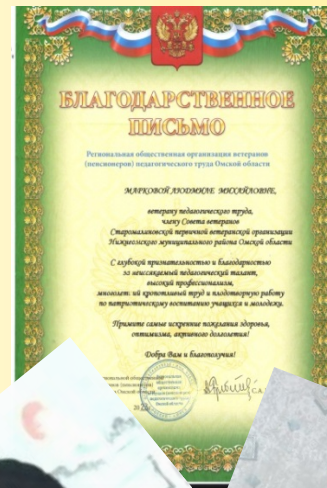 БЛАГОДАРСТВЕННОЕ
ПИСЬМО
Региональная общественная организация ветеранов
(пенсионеров) педагогического труда Омской области
МАРКОВОЙ ЛЮДМИЛЕ МИХАЙЛОВНЕ,
ветерану педагогического труда,
члену Совета ветеранов
Старомалиновской первичной ветеранской организации
Нижнеомского муниципального района Омской области
С глубокой признательностью и благодарностью
за неиссякаемый педагогический талант,
высокий профессионализм,
многолет: ий кропотливый труд и плодотворную работу
по патриотическому воспитанию учащихся и молодежи.
Примите самые искренние пожелания здоровья,
оптимизма, активного долголетия!
Добра Вам и благополучия!